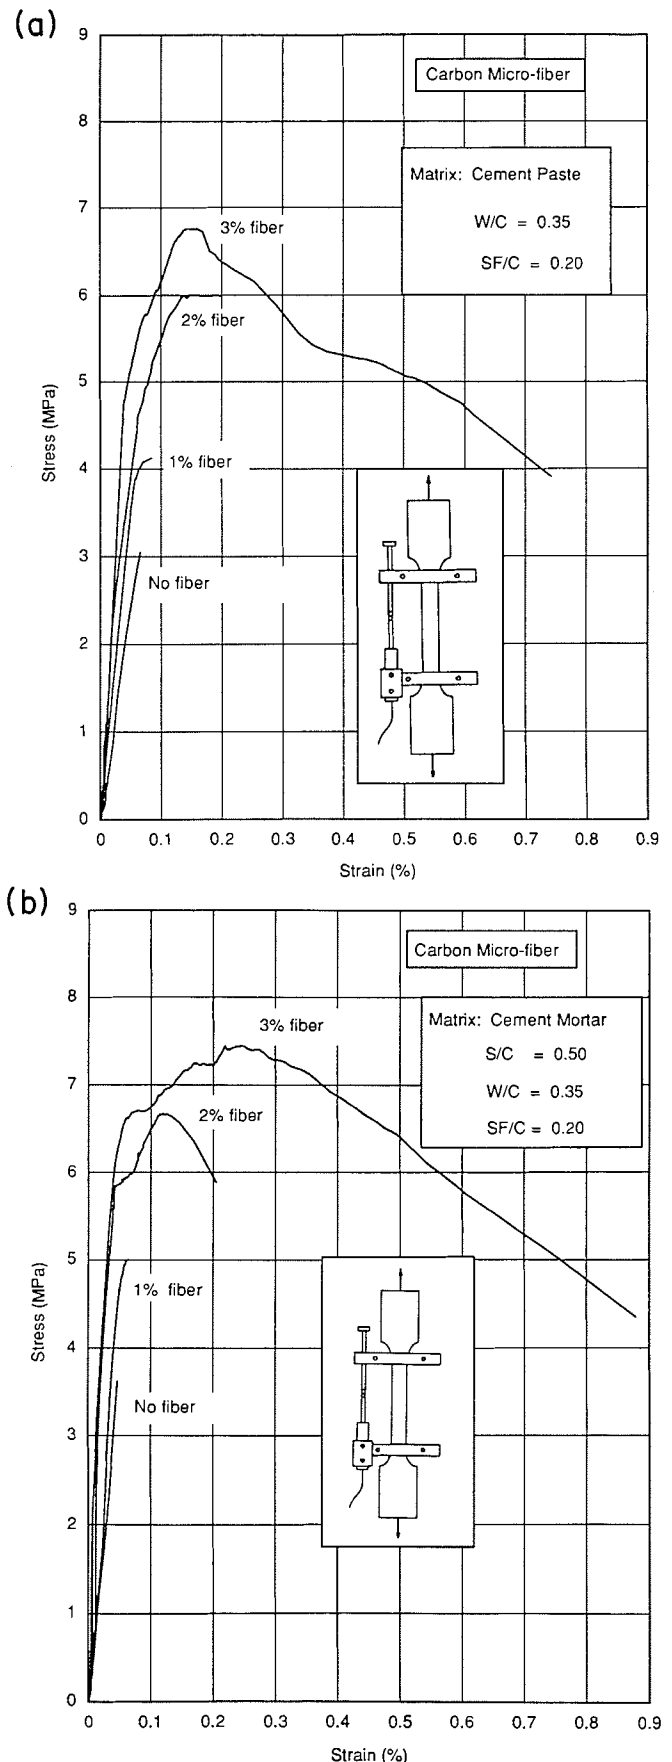 (a)
9
8
7
6
5
4
3
2
1
0
Stress (MPa)
Carbon Micro-fiber
Matrix: Cement Paste
W/C = 0.35
SF/C = 0.20
3% fiber
2% fiber
1% fiber
No fiber
0 0.1 0.2 0.3 0.4 0.5 0.6 0.7 0.8 0.9
Strain (%)
(b)
9
8
7
6
5
4
3
2
1
0
Stress (MPa)
Carbon Micro-fiber
Matrix: Cement Mortar
S/C = 0.50
W/C = 0.35
SF/C = 0.20
3% fiber
2% fiber
1% fiber
No fiber
0 0.1 0.2 0.3 0.4 0.5 0.6 0.7 0.8 0.9
Strain (%)